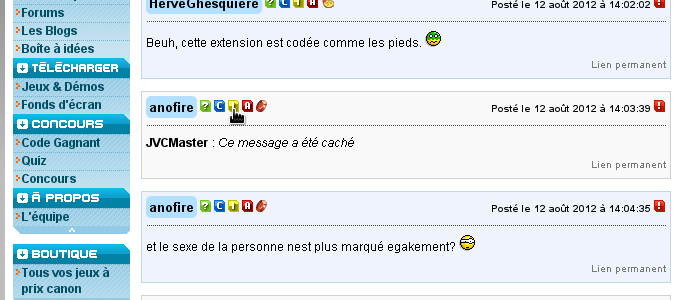 Forums
Les Blogs
Boîte à idées
TÉLÉCHARGER
Jeux & Démos
Fonds d'écran
CONCOURS
Code Gagnant
Quiz
Concours
À PROPOS
L'équipe
BOUTIQUE
Tous vos jeux à
prix canon
HerveGhesquiere ? C J A Posté le 12 août 2012 à 14:02:02 !
Beuh, cette extension est codée comme les pieds.
Lien permanent
anofire ? C J A Posté le 12 août 2012 à 14:03:39 !
JVCMaster : Ce message a été caché
Lien permanent
anofire ? C J A Posté le 12 août 2012 à 14:04:35 !
et le sexe de la personne nest plus marqué egakement?
Lien permanent